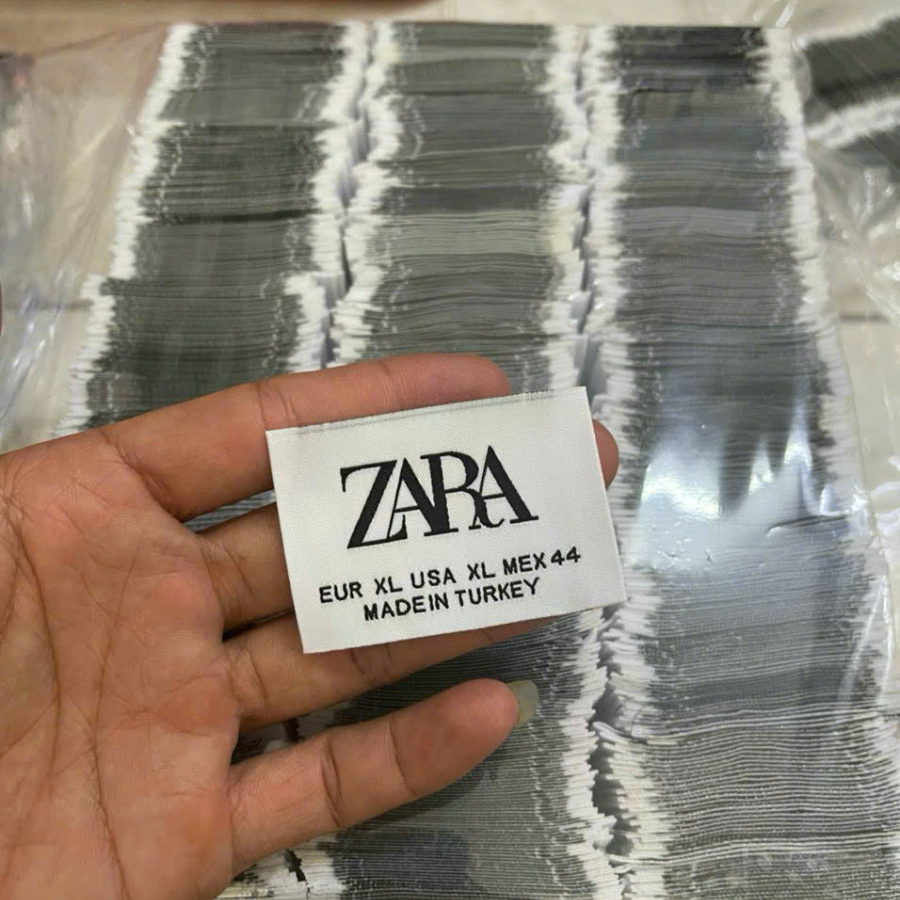 ZARA
EUR XL USA XL MEX 44
MADE IN TURKEY